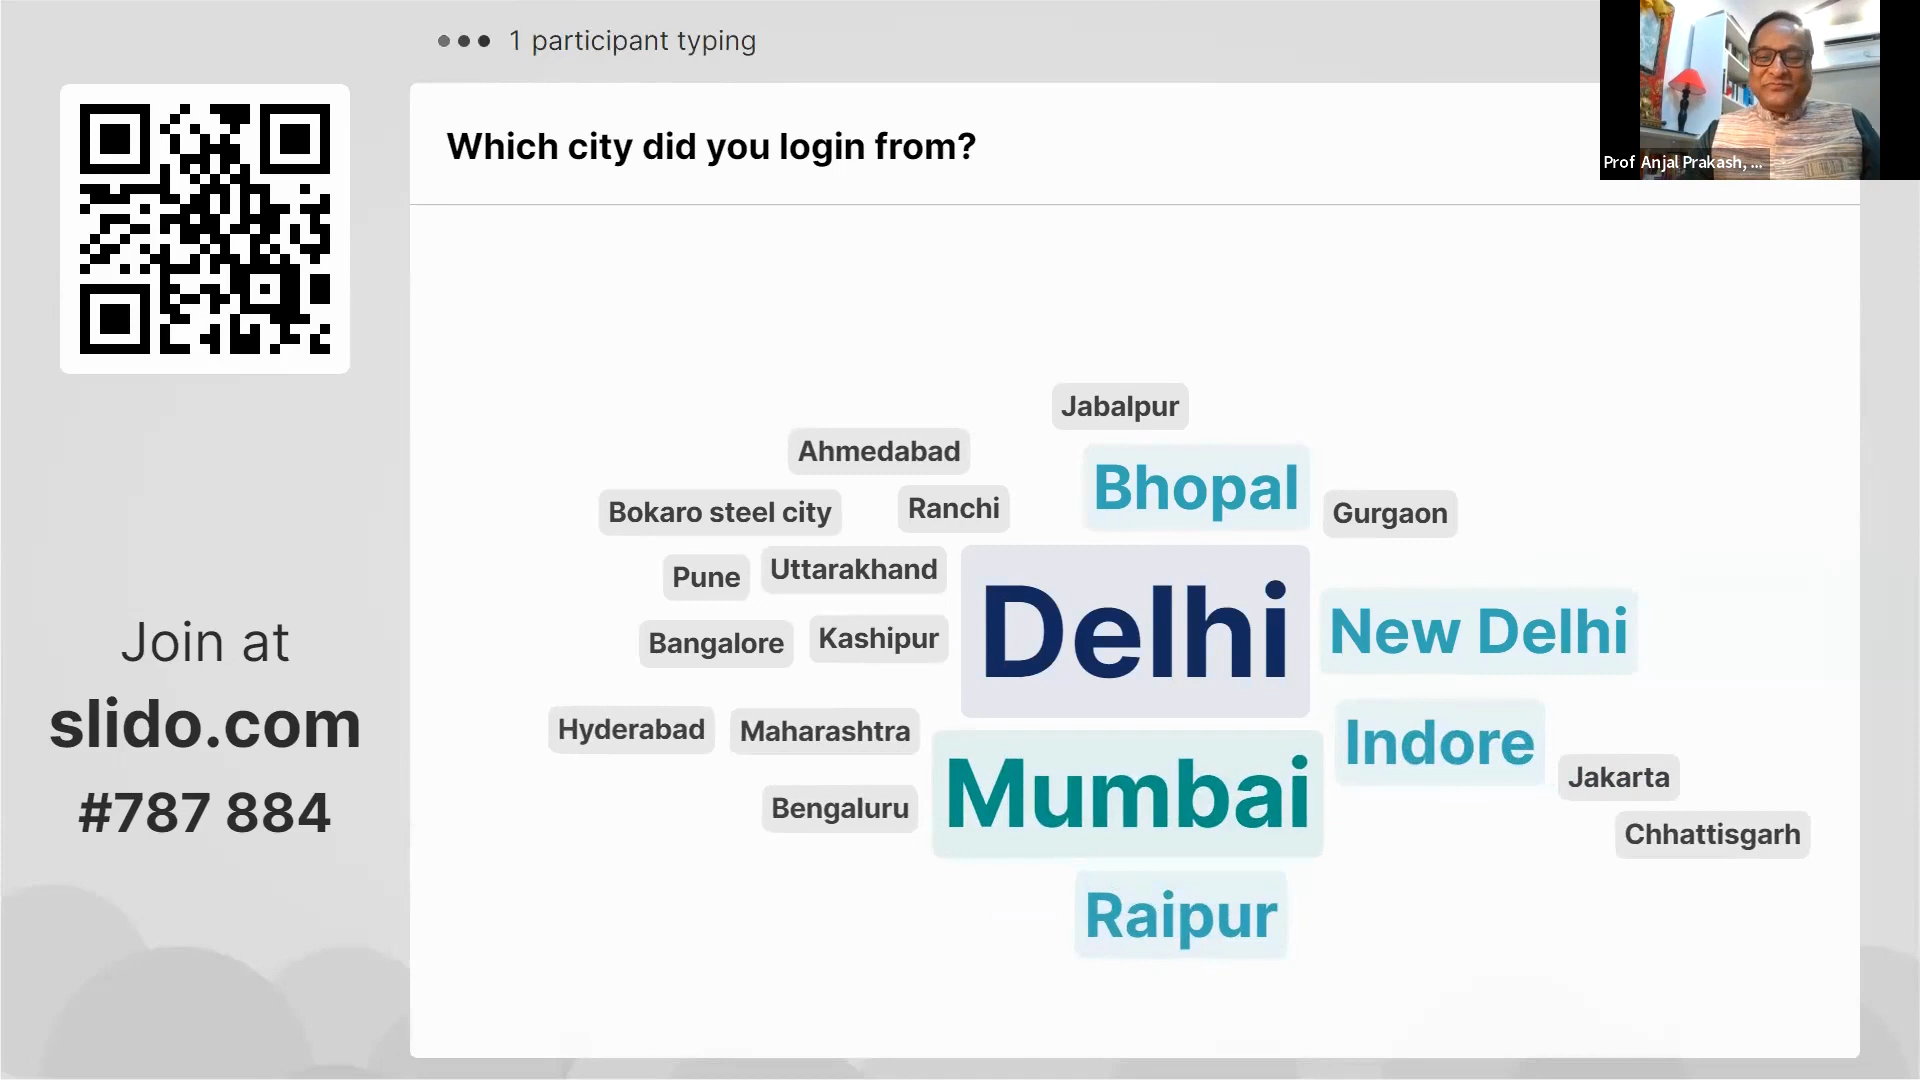 1 participant typing
Which city did you login from?
Prof Anjal Prakash, ...
Jabalpur
Ahmedabad
Bhopal
Bokaro steel city
Ranchi
Gurgaon
Pune
Uttarakhand
Delhi
New Delhi
Bangalore
Kashipur
Hyderabad
Maharashtra
Indore
Mumbai
Jakarta
Bengaluru
Chhattisgarh
Raipur
Join at
slido.com
#787 884